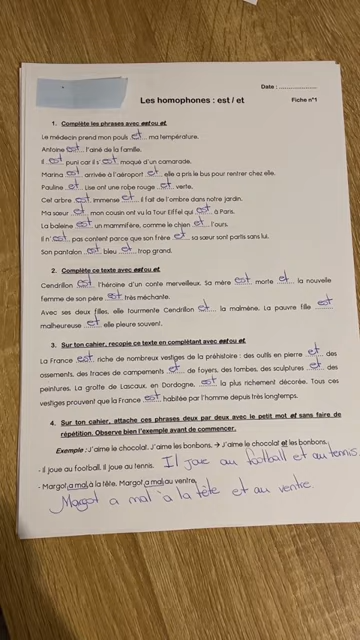 Date : ....................
Les homophones : est / et
Fiche n°1
1. Complète les phrases avec est ou et.
Le médecin prend mon pouls et ma température.
Antoine est l'aîné de la famille.
Il est puni car il s'est moqué d'un camarade.
Marina est arrivée à l'aéroport et elle a pris le bus pour rentrer chez elle.
Pauline et Lise ont une robe rouge et verte.
Cet arbre est immense et il fait de l'ombre dans notre jardin.
Ma sœur et mon cousin ont vu la Tour Eiffel qui est à Paris.
La baleine est un mammifère, comme le chien et l'ours.
Il n'est pas content parce que son frère et sa sœur sont partis sans lui.
Son pantalon est bleu et trop grand.
2. Complète ce texte avec est ou et.
Cendrillon est l'héroïne d'un conte merveilleux. Sa mère est morte et la nouvelle
femme de son père est très méchante.
Avec ses deux filles, elle tourmente Cendrillon et la malmène. La pauvre fille est
malheureuse et elle pleure souvent.
3. Sur ton cahier, recopie ce texte en complétant avec est ou et.
La France est riche de nombreux vestiges de la préhistoire : des outils en pierre et des
ossements, des traces de campements et de foyers, des tombes, des sculptures et des
peintures. La grotte de Lascaux, en Dordogne, est la plus richement décorée. Tous ces
vestiges prouvent que la France est habitée par l'homme depuis très longtemps.
4. Sur ton cahier, attache ces phrases deux par deux avec le petit mot et sans faire de
répétition. Observe bien l'exemple avant de commencer.
Exemple : J'aime le chocolat. J'aime les bonbons. → J'aime le chocolat et les bonbons.
- Il joue au football. Il joue au tennis. Il joue au football et au tennis.
- Margot a mal à la tête. Margot a mal au ventre.
Margot a mal à la tête et au ventre.